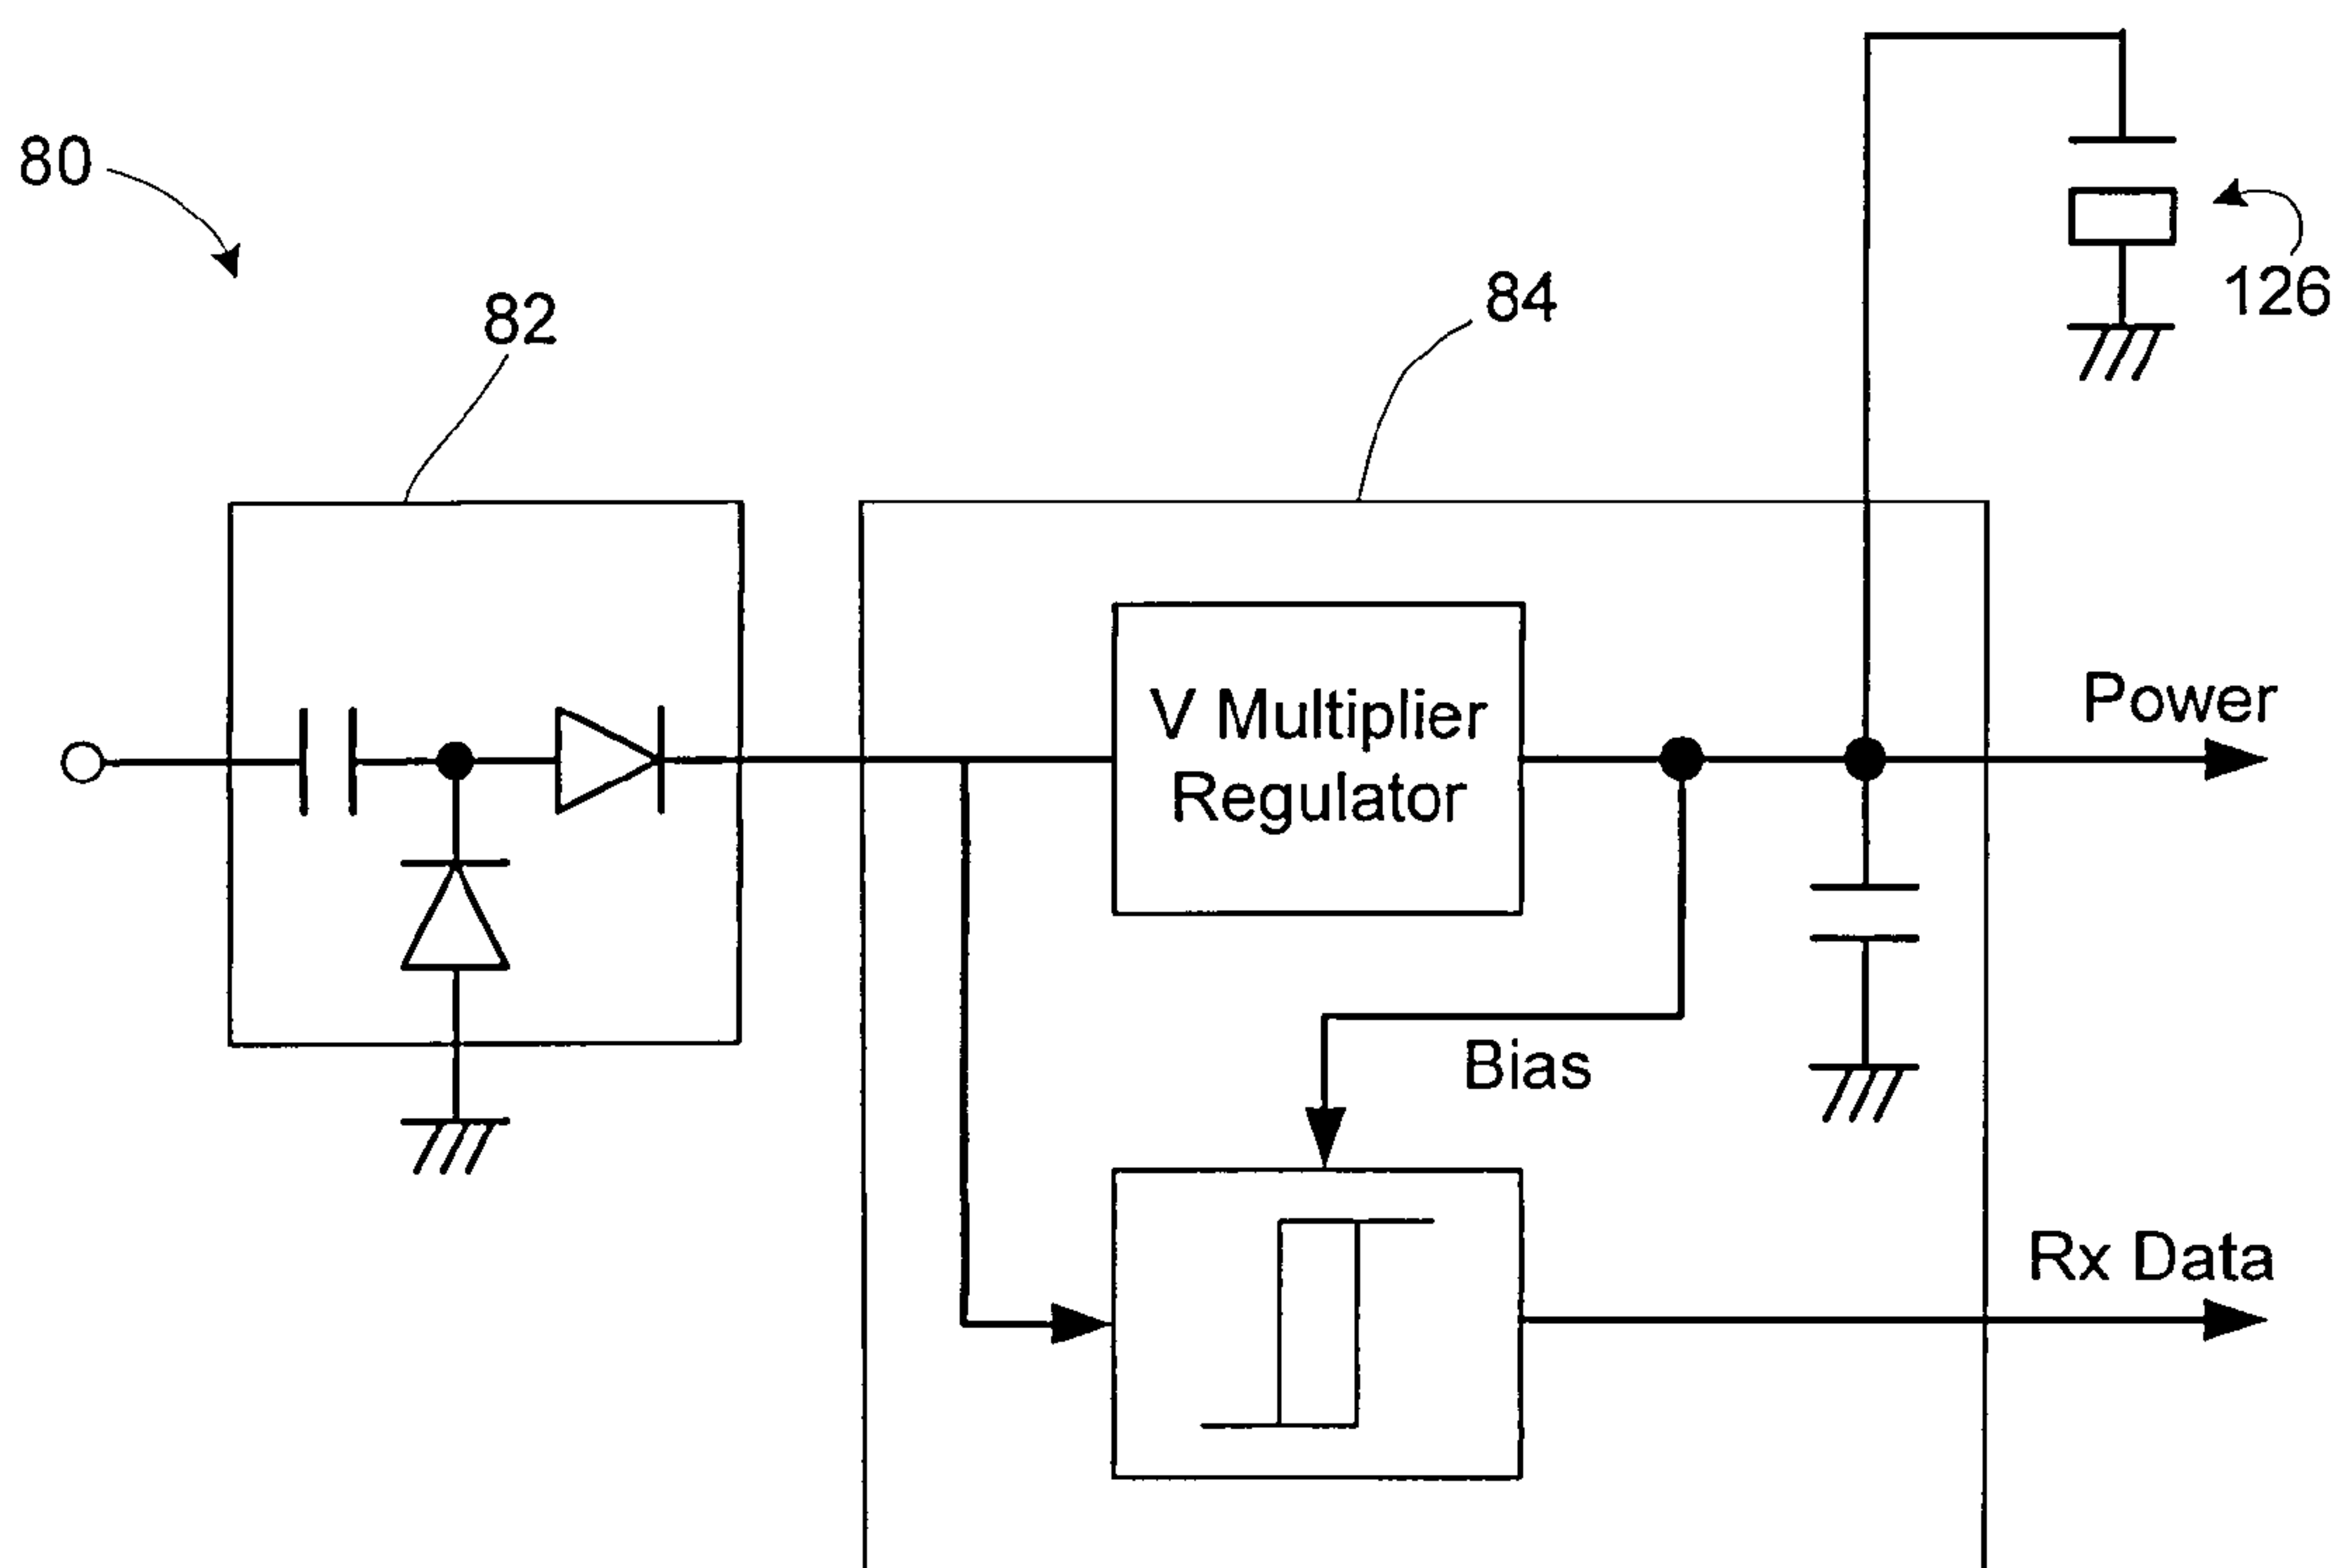 80
82
84
126
V Multiplier
Regulator
Power
Bias
Rx Data